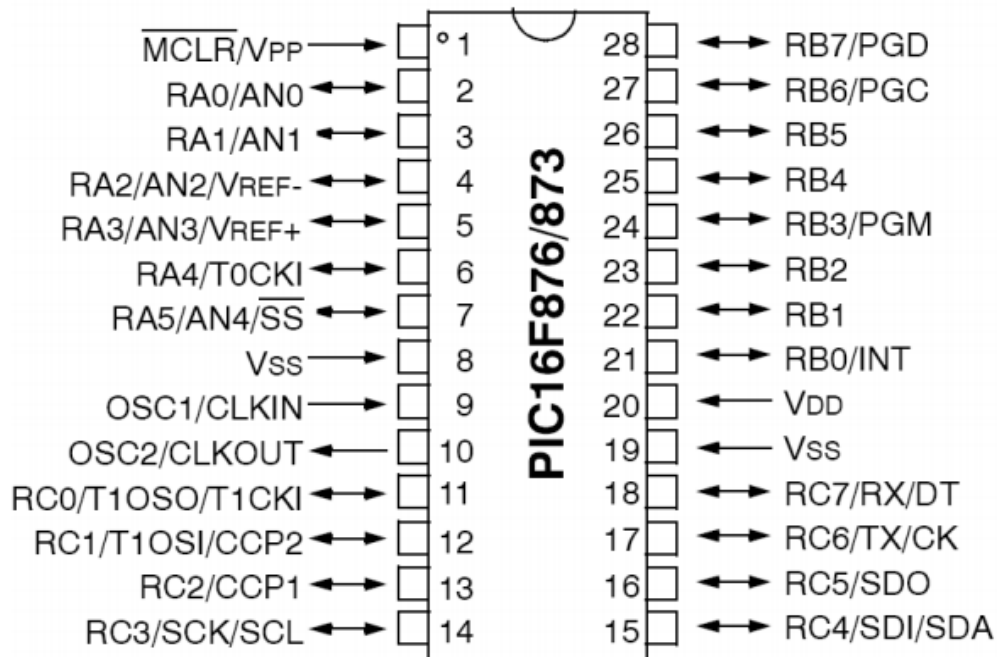 MCLR/VPP 1 28 RB7/PGD
RA0/AN0 2 27 RB6/PGC
RA1/AN1 3 26 RB5
RA2/AN2/VREF- 4 25 RB4
RA3/AN3/VREF+ 5 24 RB3/PGM
RA4/T0CKI 6 23 RB2
RA5/AN4/SS 7 22 RB1
VSS 8 21 RB0/INT
OSC1/CLKIN 9 20 VDD
OSC2/CLKOUT 10 19 VSS
RC0/T1OSO/T1CKI 11 18 RC7/RX/DT
RC1/T1OSI/CCP2 12 17 RC6/TX/CK
RC2/CCP1 13 16 RC5/SDO
RC3/SCK/SCL 14 15 RC4/SDI/SDA
PIC16F876/873